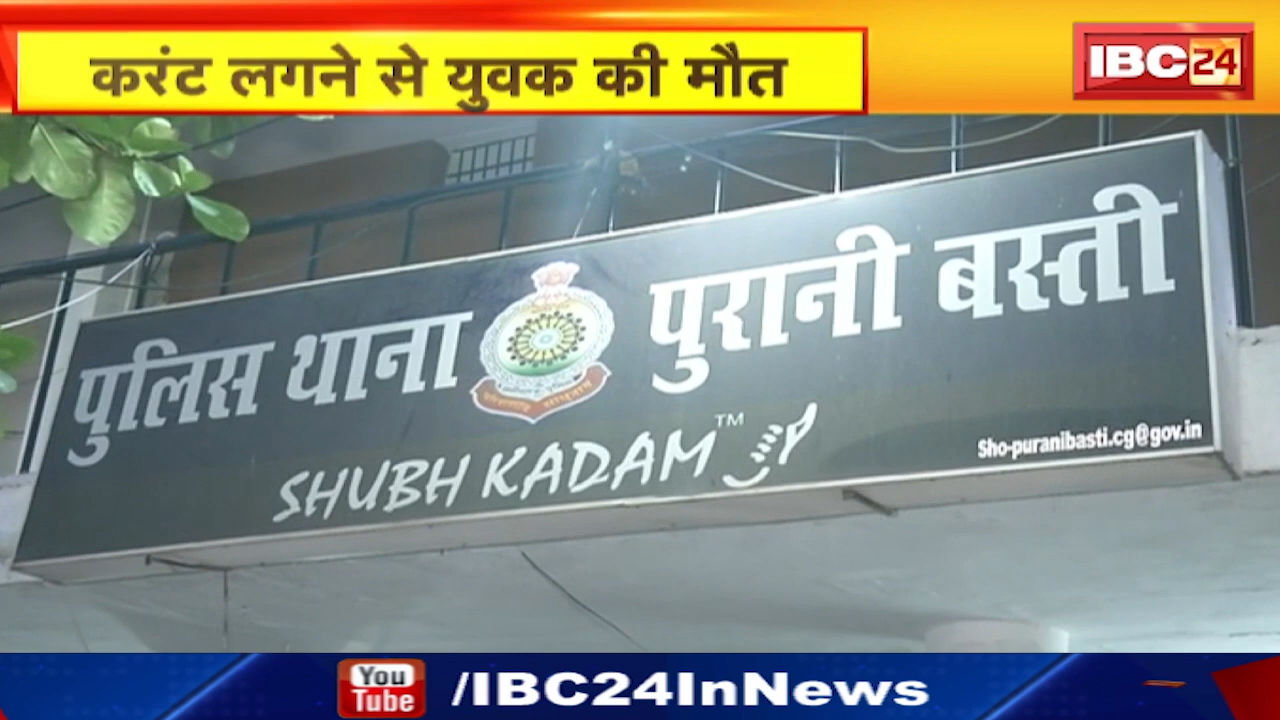 करंट लगने से युवक की मौत
IBC24
पुलिस थाना पुरानी बस्ती
SHUBH KADAM™
Sho-puranibasti.cg@gov.in
You Tube /IBC24InNews